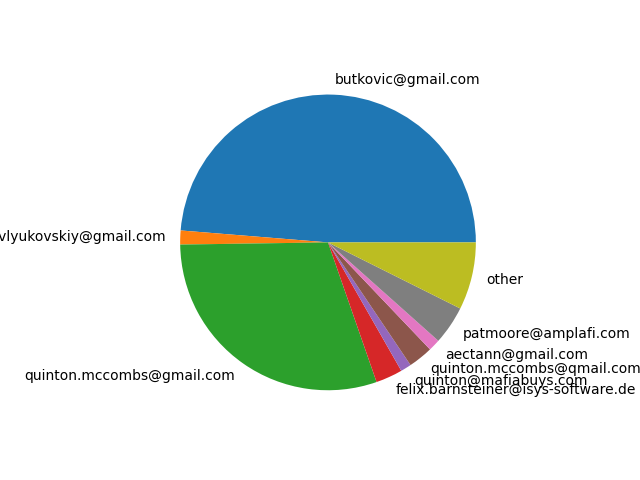 butkovic@gmail.com
vlyukovskiy@gmail.com
other
patmoore@amplafi.com
aectann@gmail.com
quinton.mccombs@qmail.com
quinton.mccombs@gmail.com
quinton@mafiabuys.com
felix.barnsteiner@isys-software.de